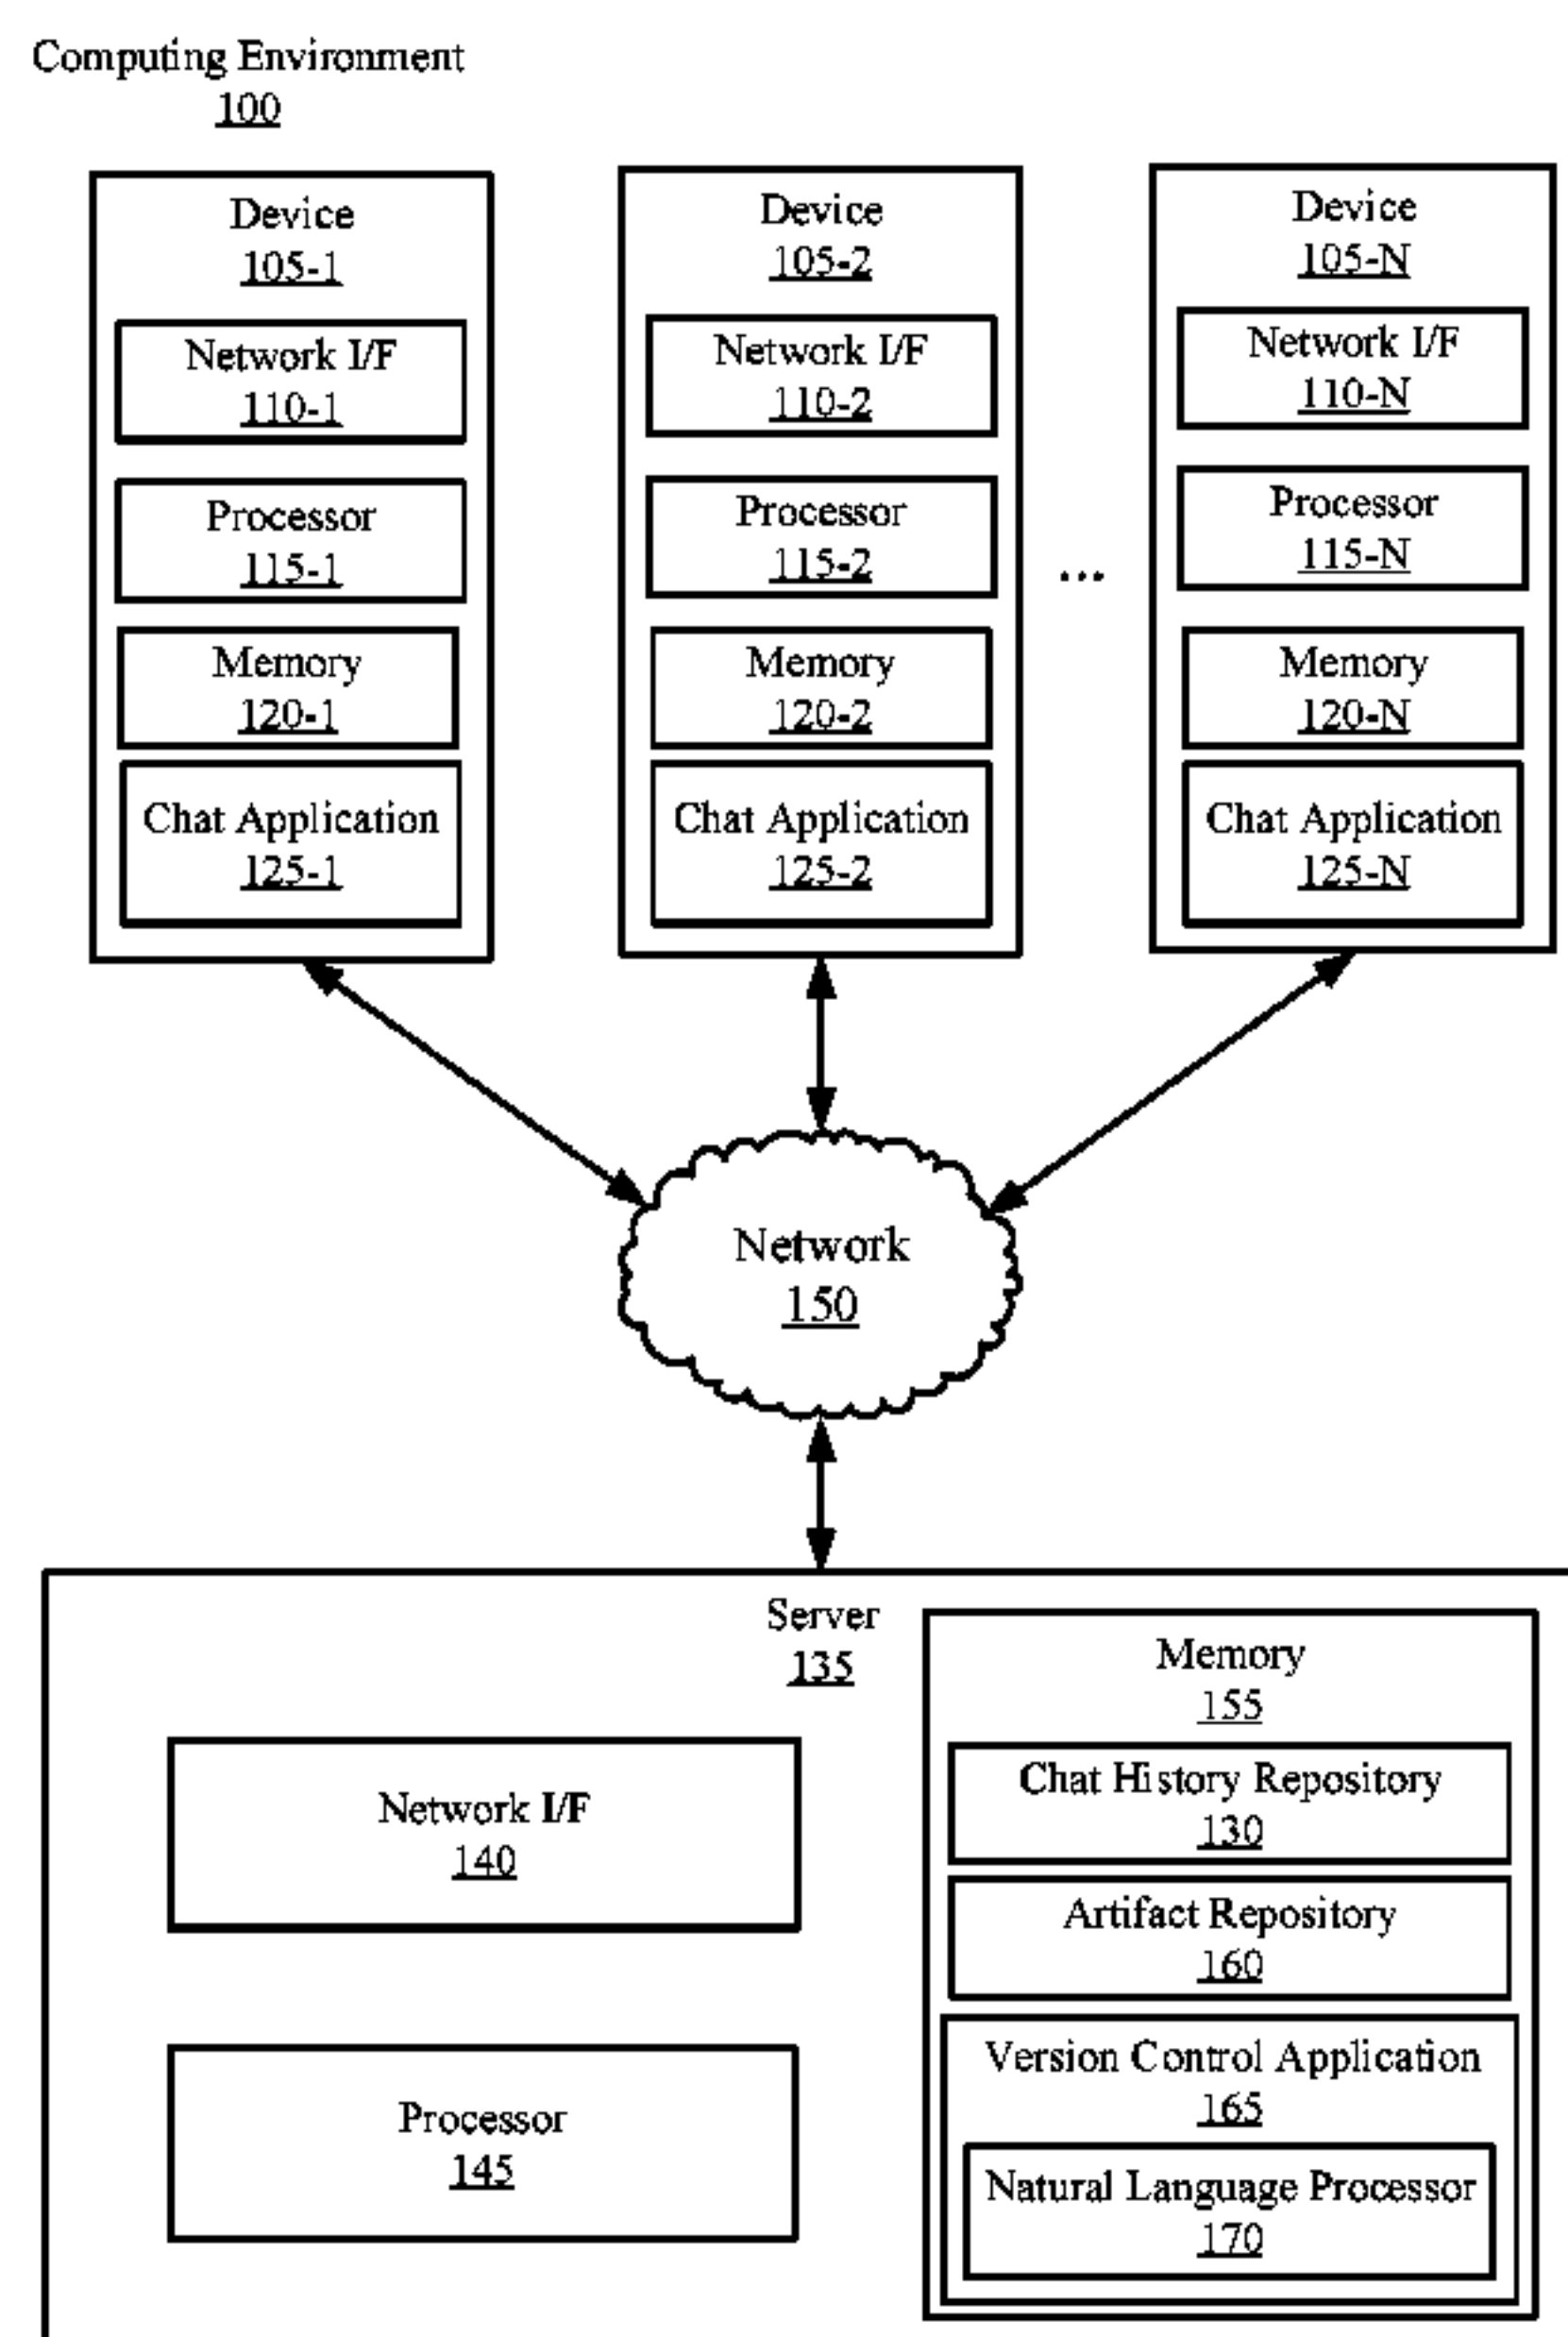 Computing Environment
100
Device
105-1
Network I/F
110-1
Processor
115-1
Memory
120-1
Chat Application
125-1
Device
105-2
Network I/F
110-2
Processor
115-2
Memory
120-2
Chat Application
125-2
...
Device
105-N
Network I/F
110-N
Processor
115-N
Memory
120-N
Chat Application
125-N
Network
150
Server
135
Network I/F
140
Processor
145
Memory
155
Chat History Repository
130
Artifact Repository
160
Version Control Application
165
Natural Language Processor
170